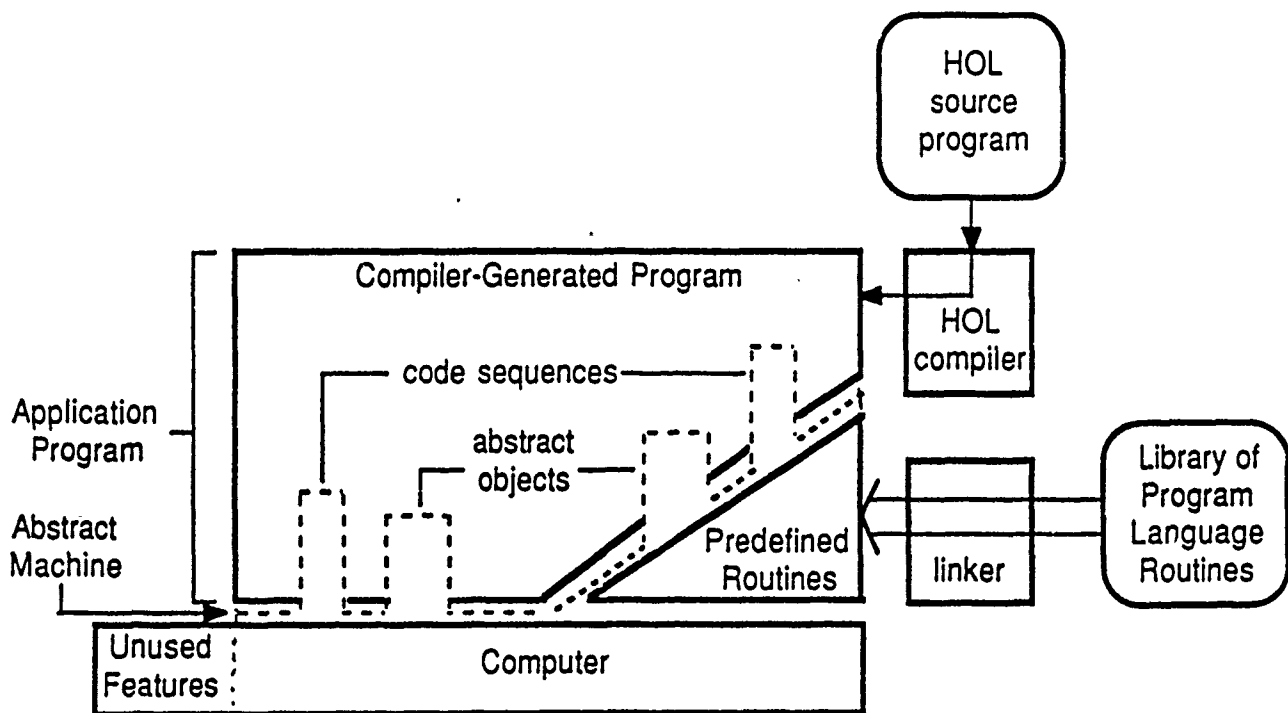 HOL
source
program
Compiler-Generated Program
HOL
compiler
code sequences
Application
Program
abstract
objects
Abstract
Machine
Predefined
Routines
linker
Library of
Program
Language
Routines
Unused
Features
Computer